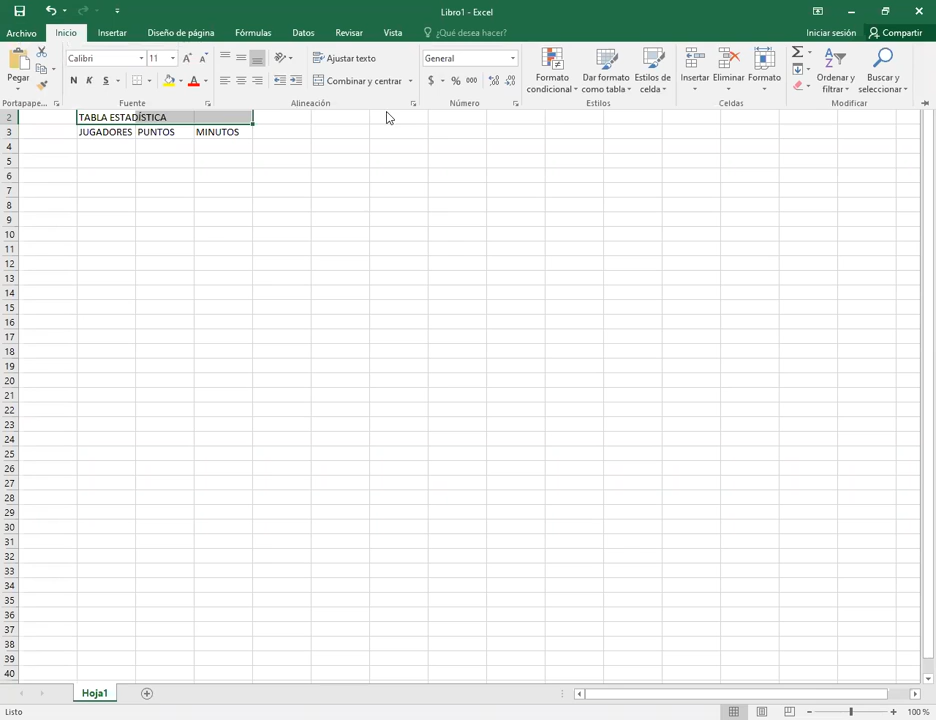 Libro1 - Excel
Archivo Inicio Insertar Diseño de página Fórmulas Datos Revisar Vista ¿Qué desea hacer? Iniciar sesión Compartir
Pegar
Calibri 11
Ajustar texto
General
N K S
Combinar y centrar
$ % 000
Formato condicional
Dar formato como tabla
Estilos de celda
Insertar Eliminar Formato
Ordenar y filtrar
Buscar y seleccionar
Portapape... Fuente Alineación Número Estilos Celdas Modificar
2 TABLA ESTADÍSTICA
3 JUGADORES PUNTOS MINUTOS
4
5
6
7
8
9
10
11
12
13
14
15
16
17
18
19
20
21
22
23
24
25
26
27
28
29
30
31
32
33
34
35
36
37
38
39
40
Hoja1
Listo 100 %